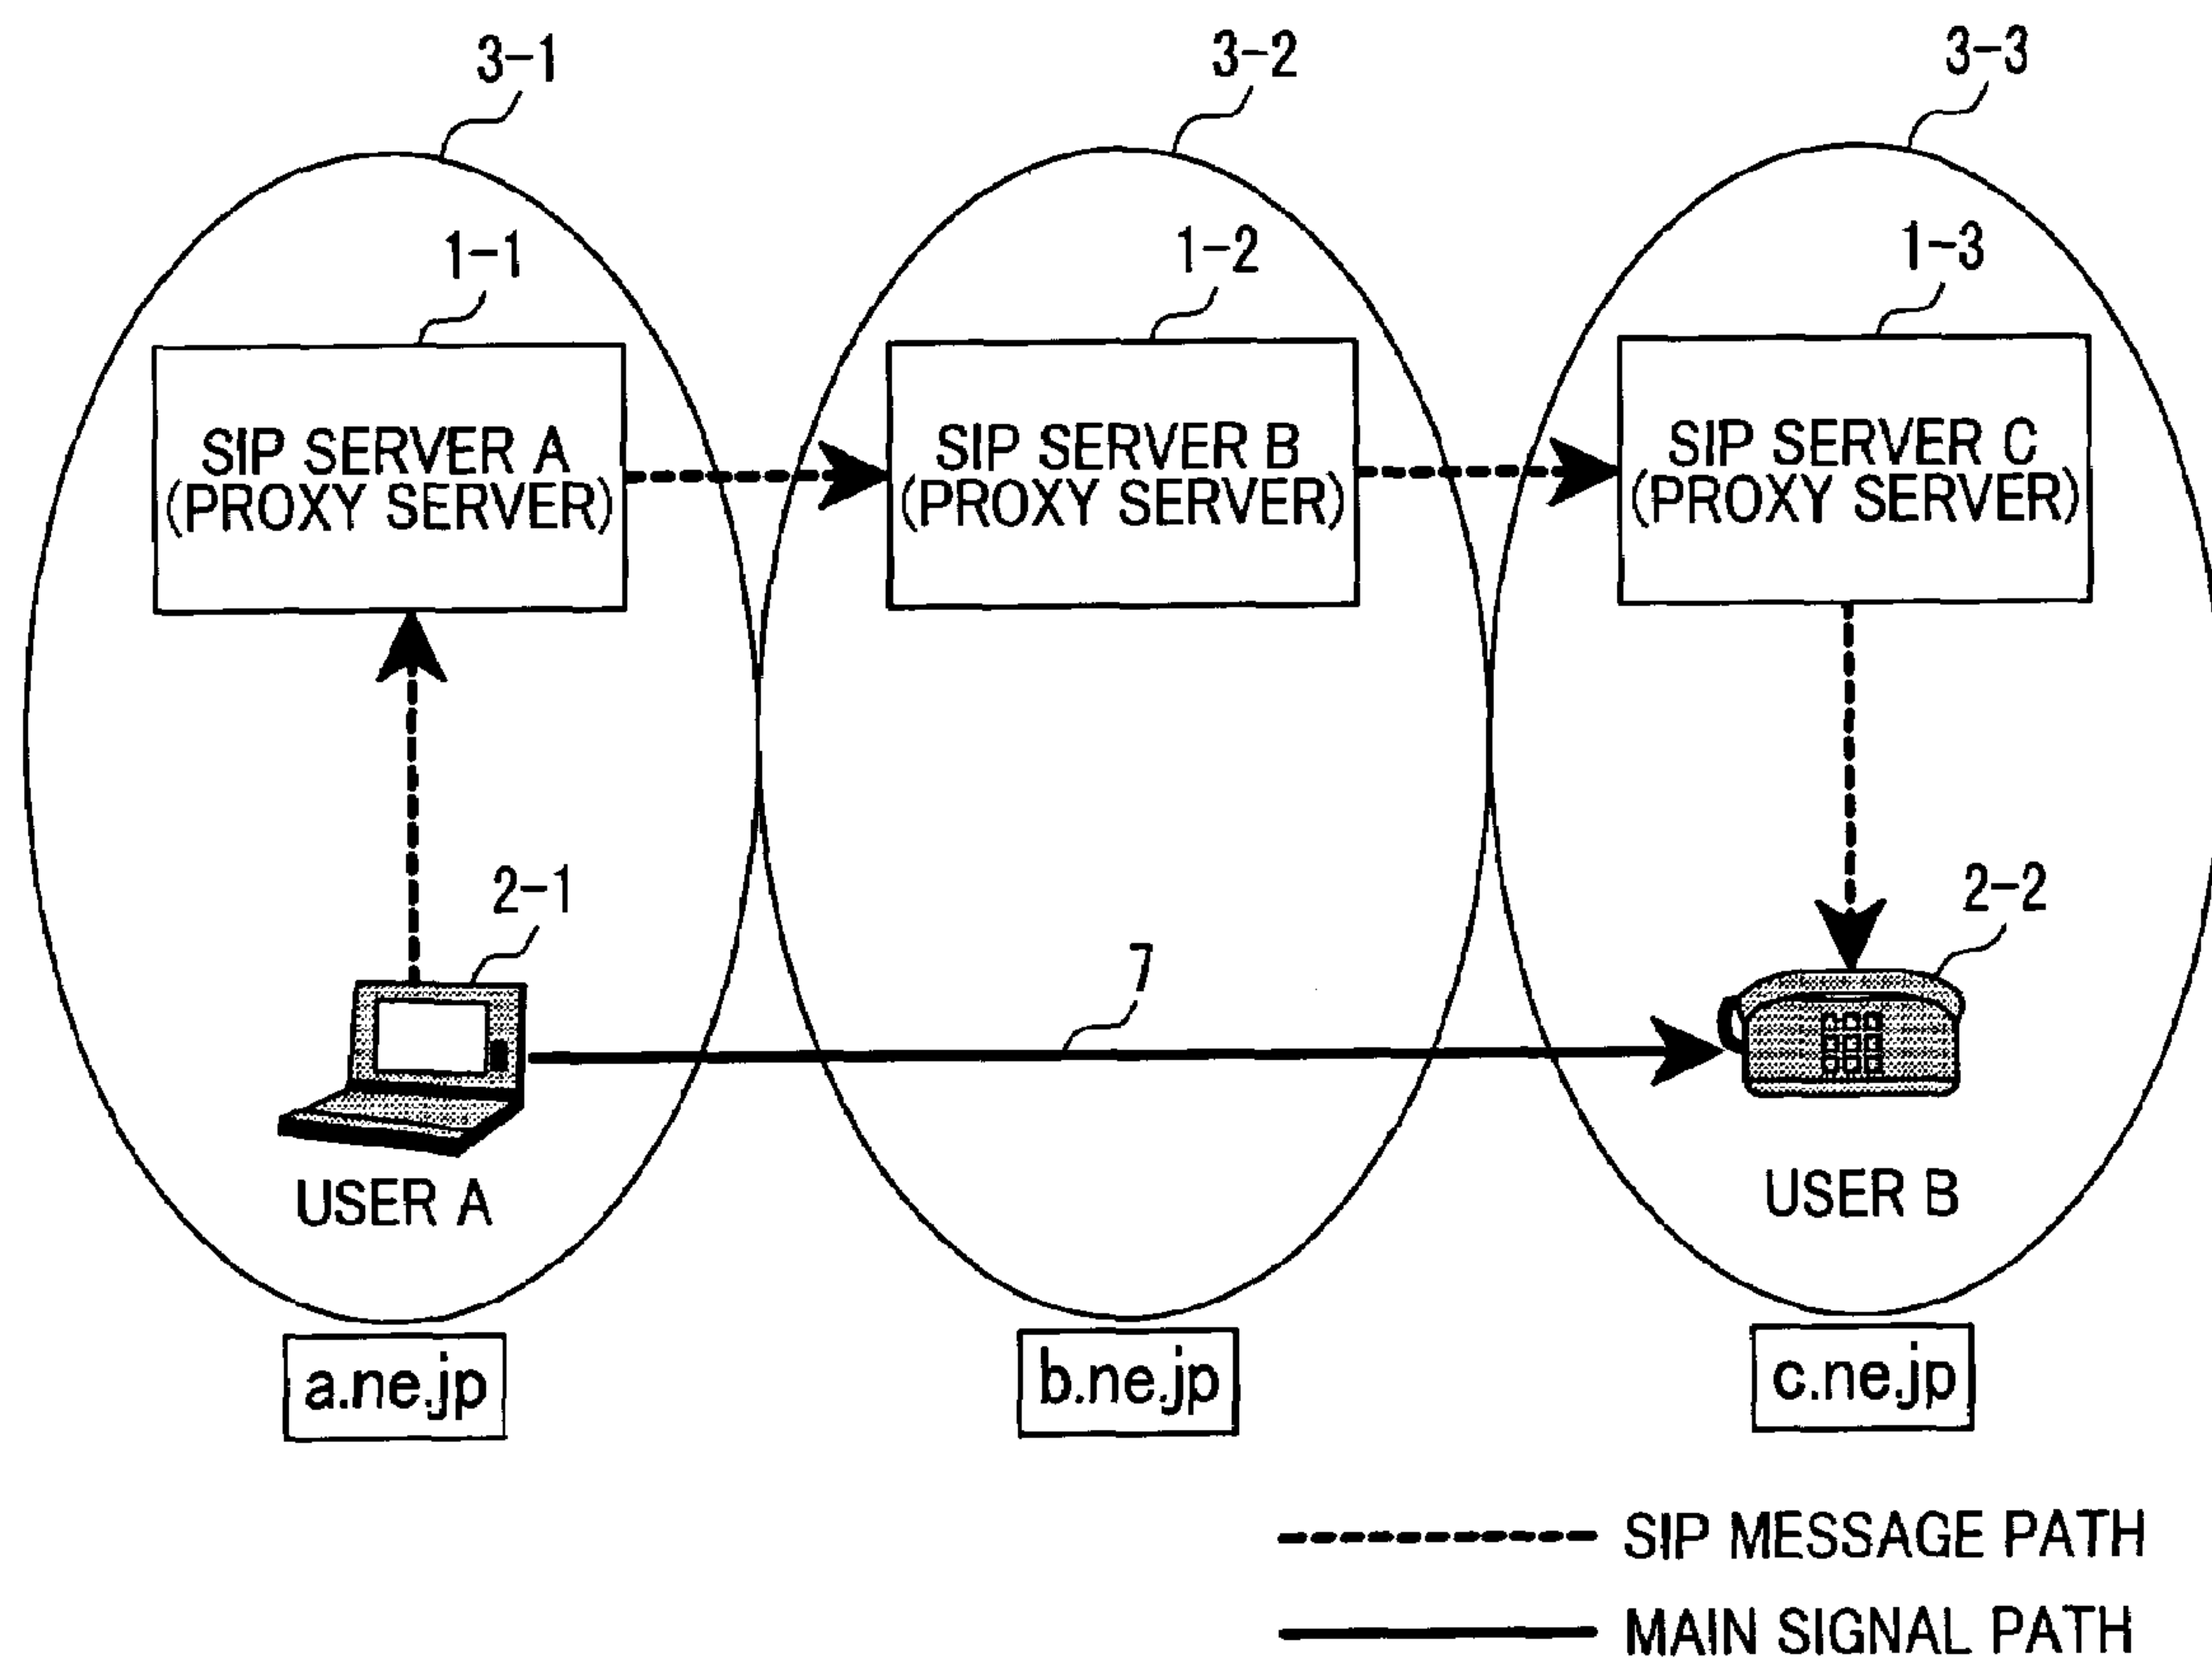 3-1
3-2
3-3
1-1
1-2
1-3
SIP SERVER A
(PROXY SERVER)
SIP SERVER B
(PROXY SERVER)
SIP SERVER C
(PROXY SERVER)
2-1
7
2-2
USER A
USER B
a.ne.jp
b.ne.jp
c.ne.jp
SIP MESSAGE PATH
MAIN SIGNAL PATH